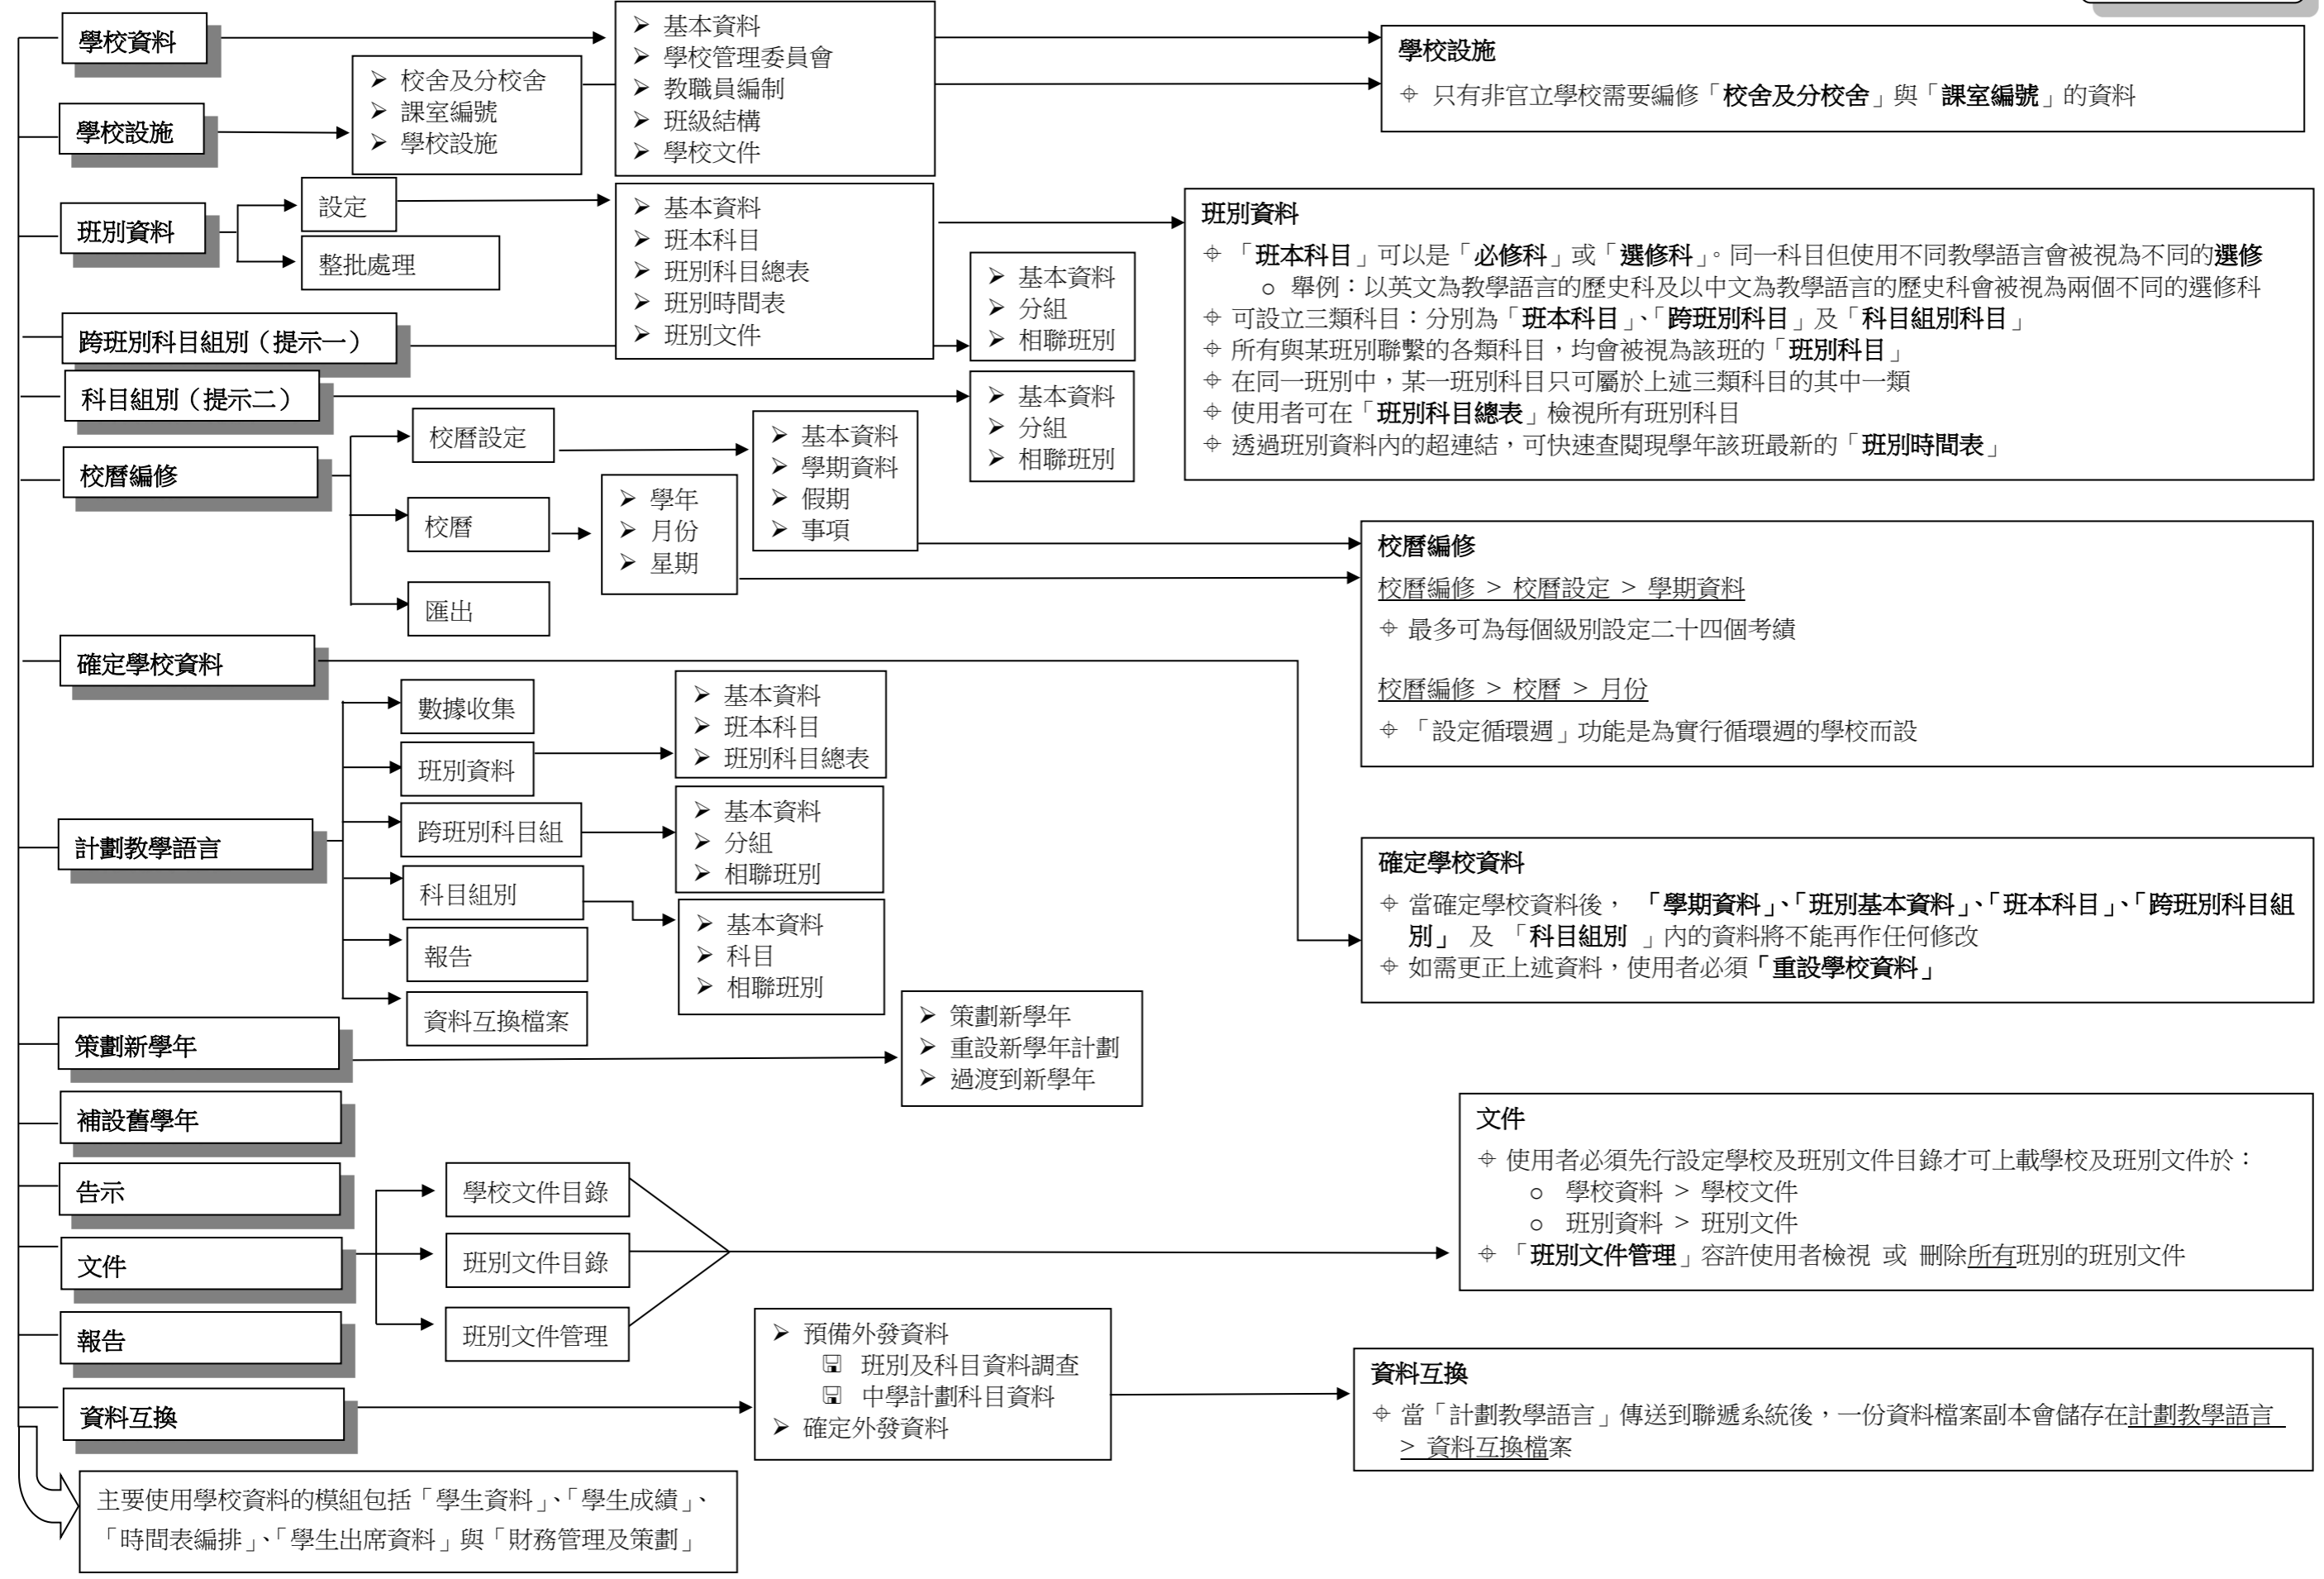 學校資料
➢ 基本資料
➢ 學校管理委員會
➢ 教職員編制
➢ 班級結構
➢ 學校文件
學校設施
⌖ 只有非官立學校需要編修「校舍及分校舍」與「課室編號」的資料
學校設施
➢ 校舍及分校舍
➢ 課室編號
➢ 學校設施
班別資料
設定
整批處理
➢ 基本資料
➢ 班本科目
➢ 班別科目總表
➢ 班別時間表
➢ 班別文件
班別資料
⌖ 「班本科目」可以是「必修科」或「選修科」。同一科目但使用不同教學語言會被視為不同的選修
o 舉例：以英文為教學語言的歷史科及以中文為教學語言的歷史科會被視為兩個不同的選修科
⌖ 可設立三類科目：分別為「班本科目」、「跨班別科目」及「科目組別科目」
⌖ 所有與某班別聯繫的各類科目，均會被視為該班的「班別科目」
⌖ 在同一班別中，某一班別科目只可屬於上述三類科目的其中一類
⌖ 使用者可在「班別科目總表」檢視所有班別科目
⌖ 透過班別資料內的超連結，可快速查閱現學年該班最新的「班別時間表」
跨班別科目組別（提示一）
➢ 基本資料
➢ 分組
➢ 相聯班別
科目組別（提示二）
➢ 基本資料
➢ 分組
➢ 相聯班別
校曆編修
校曆設定
➢ 基本資料
➢ 學期資料
➢ 假期
➢ 事項
校曆
➢ 學年
➢ 月份
➢ 星期
匯出
校曆編修
校曆編修 > 校曆設定 > 學期資料
⌖ 最多可為每個級別設定二十四個考績
校曆編修 > 校曆 > 月份
⌖ 「設定循環週」功能是為實行循環週的學校而設
確定學校資料
確定學校資料
⌖ 當確定學校資料後， 「學期資料」、「班別基本資料」、「班本科目」、「跨班別科目組
別」 及 「科目組別 」內的資料將不能再作任何修改
⌖ 如需更正上述資料，使用者必須「重設學校資料」
計劃教學語言
數據收集
班別資料
➢ 基本資料
➢ 班本科目
➢ 班別科目總表
跨班別科目組
➢ 基本資料
➢ 分組
➢ 相聯班別
科目組別
➢ 基本資料
➢ 科目
➢ 相聯班別
報告
資料互換檔案
策劃新學年
➢ 策劃新學年
➢ 重設新學年計劃
➢ 過渡到新學年
補設舊學年
告示
文件
學校文件目錄
班別文件目錄
班別文件管理
文件
⌖ 使用者必須先行設定學校及班別文件目錄才可上載學校及班別文件於：
o 學校資料 > 學校文件
o 班別資料 > 班別文件
⌖ 「班別文件管理」容許使用者檢視 或 刪除所有班別的班別文件
報告
資料互換
➢ 預備外發資料
🖫 班別及科目資料調查
🖫 中學計劃科目資料
➢ 確定外發資料
資料互換
⌖ 當「計劃教學語言」傳送到聯遞系統後，一份資料檔案副本會儲存在計劃教學語言
> 資料互換檔案
主要使用學校資料的模組包括「學生資料」、「學生成績」、
「時間表編排」、「學生出席資料」與「財務管理及策劃」